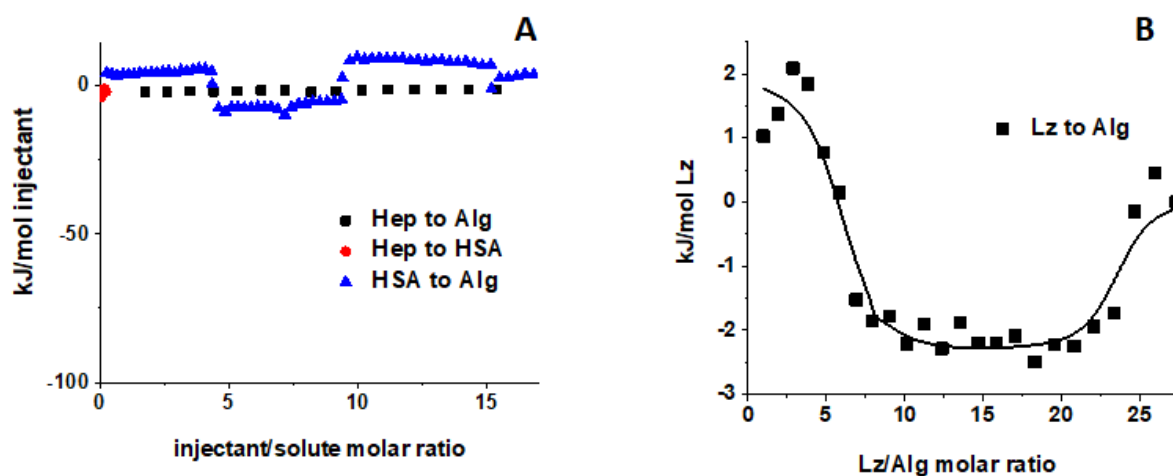 A
0
-50
-100
kJ/mol injectant
Hep to Alg
Hep to HSA
HSA to Alg
0
5
10
15
injectant/solute molar ratio
B
2
1
0
-1
-2
-3
kJ/mol Lz
Lz to Alg
0
5
10
15
20
25
Lz/Alg molar ratio